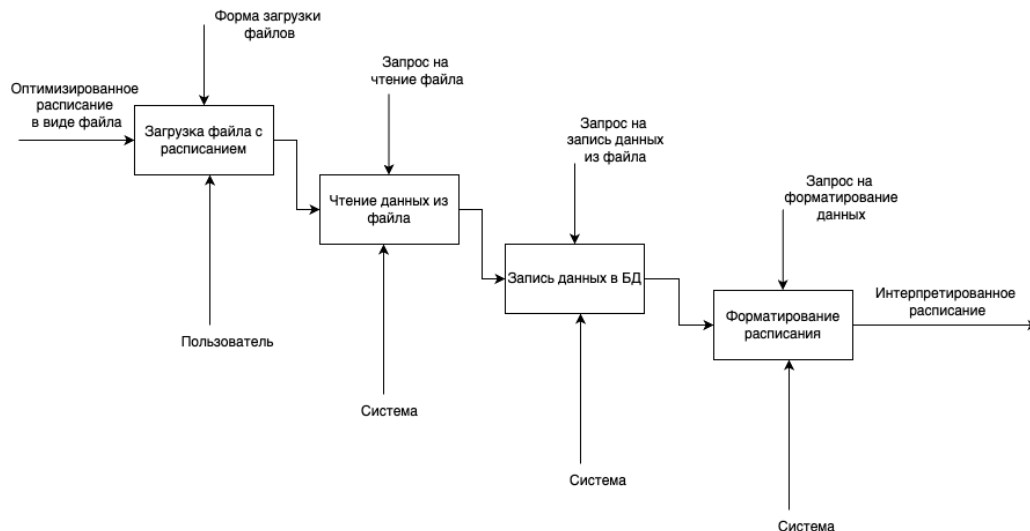 Форма загрузки
файлов
Запрос на
чтение файла
Оптимизированное
расписание
в виде файла
Загрузка файла с
расписанием
Запрос на
запись данных
из файла
Чтение данных из
файла
Запрос на
форматирование
данных
Запись данных в БД
Интерпретированное
расписание
Форматирование
расписания
Пользователь
Система
Система
Система